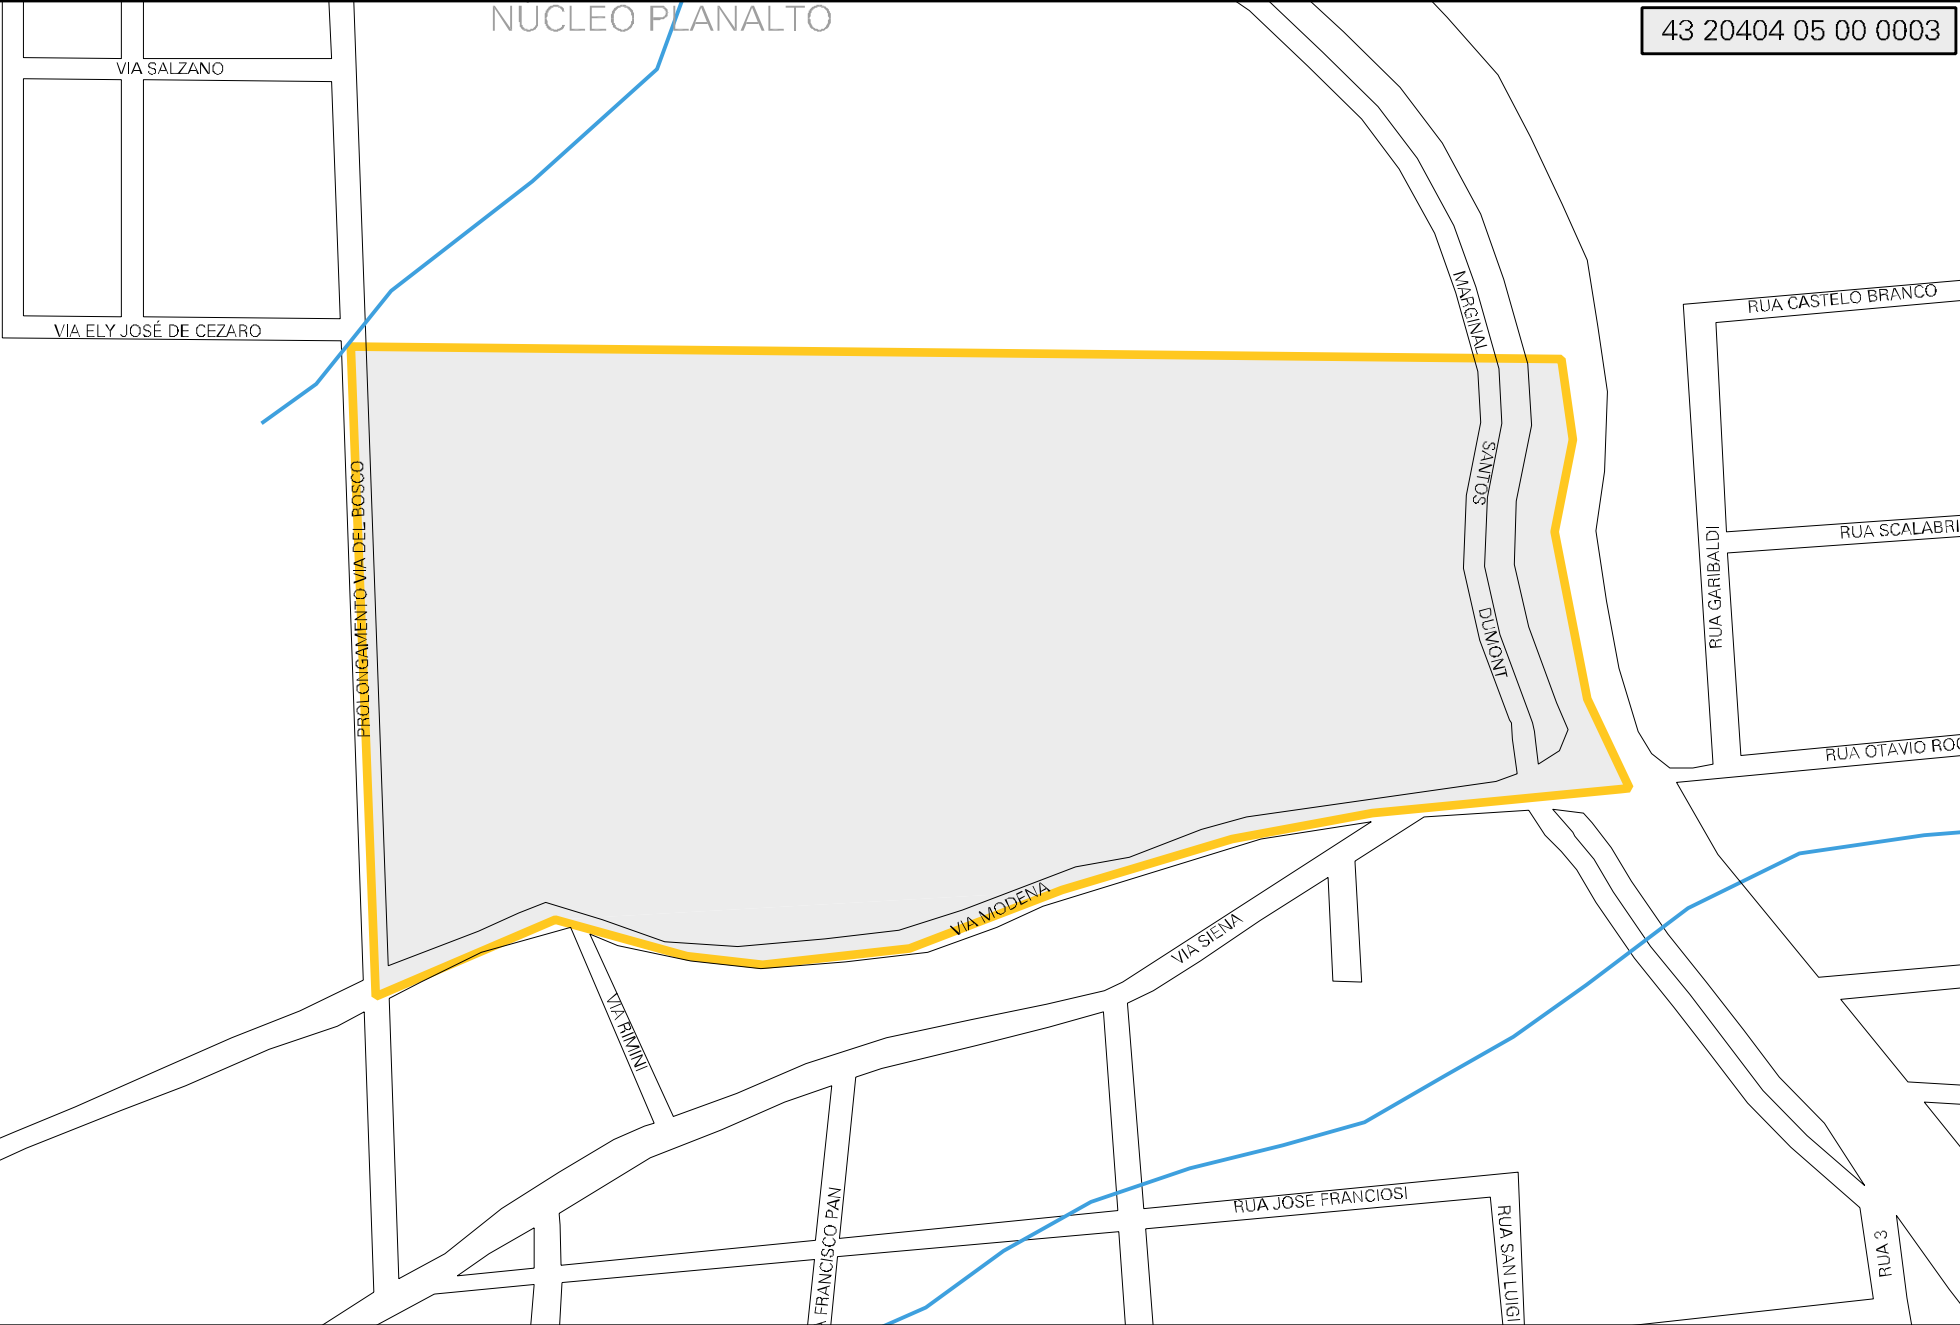 NUCLEO PLANALTO
43 20404 05 00 0003
VIA SALZANO
VIA ELY JOSÉ DE CEZARO
MARGINAL SANTOS DUMONT
RUA CASTELO BRANCO
RUA SCALABRI
RUA GARIBALDI
RUA OTAVIO ROC
PROLONGAMENTO VIA DEL BOSCO
VIA MODENA
VIA SIENA
VIA RIMINI
FRANCISCO PAN
RUA JOSE FRANCIOSI
RUA SAN LUIGI
RUA 3